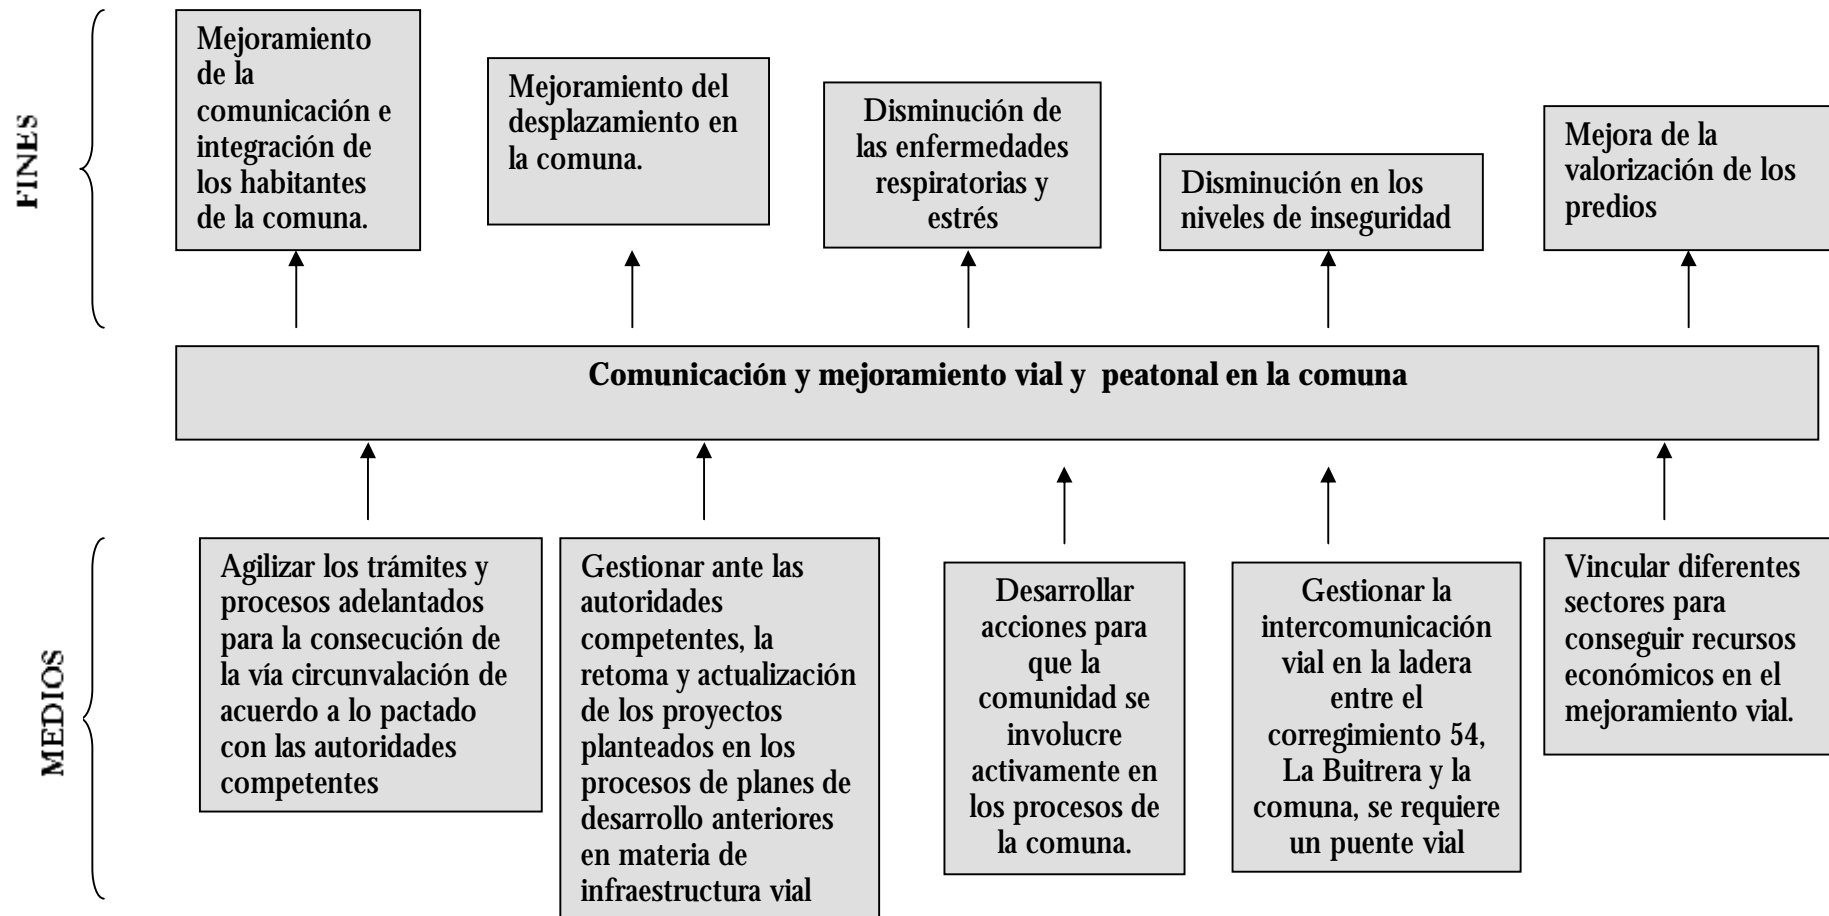 FINES
Mejoramiento
de la
comunicación e
integración de
los habitantes
de la comuna.
Mejoramiento del
desplazamiento en
la comuna.
Disminución de
las enfermedades
respiratorias y
estrés
Disminución en los
niveles de inseguridad
Mejora de la
valorización de los
predios
Comunicación y mejoramiento vial y peatonal en la comuna
MEDIOS
Agilizar los trámites y
procesos adelantados
para la consecución de
la vía circunvalación de
acuerdo a lo pactado
con las autoridades
competentes
Gestionar ante las
autoridades
competentes, la
retoma y actualización
de los proyectos
planteados en los
procesos de planes de
desarrollo anteriores
en materia de
infraestructura vial
Desarrollar
acciones para
que la
comunidad se
involucre
activamente en
los procesos de
la comuna.
Gestionar la
intercomunicación
vial en la ladera
entre el
corregimiento 54,
La Buitrera y la
comuna, se requiere
un puente vial
Vincular diferentes
sectores para
conseguir recursos
económicos en el
mejoramiento vial.